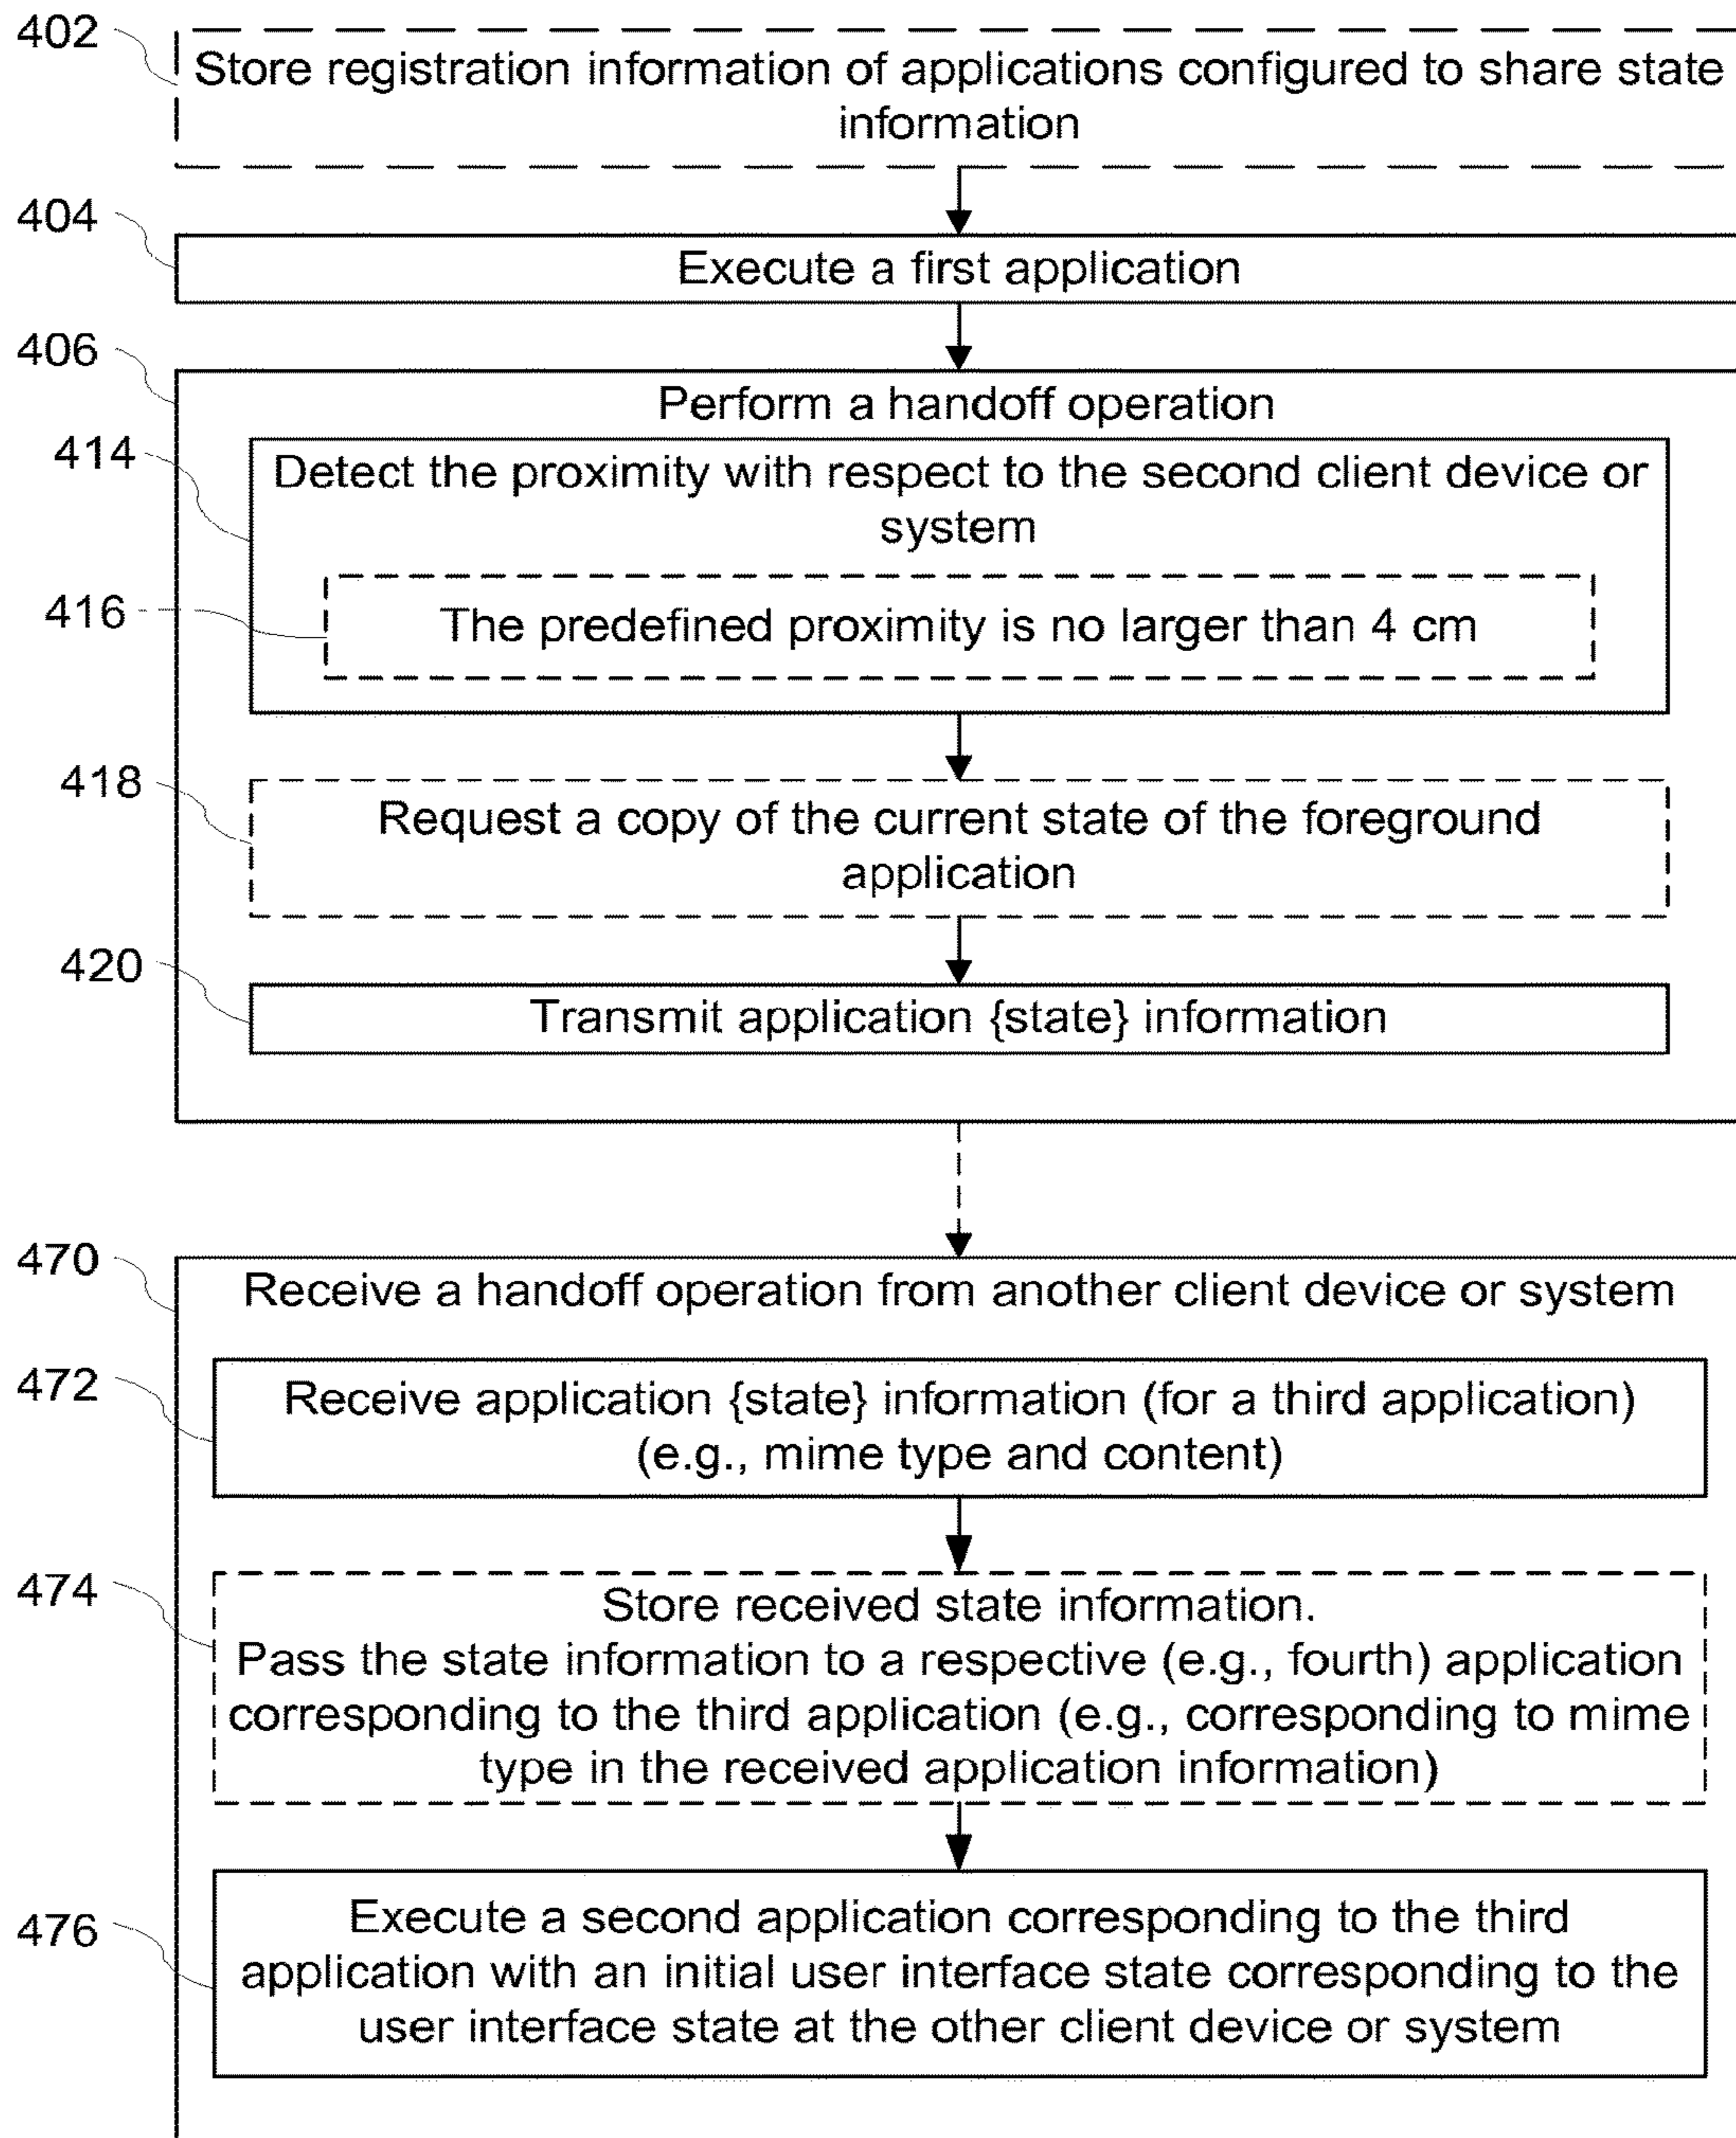 402
Store registration information of applications configured to share state
information
404
Execute a first application
406
Perform a handoff operation
414
Detect the proximity with respect to the second client device or
system
416
The predefined proximity is no larger than 4 cm
418
Request a copy of the current state of the foreground
application
420
Transmit application {state} information
470
Receive a handoff operation from another client device or system
472
Receive application {state} information (for a third application)
(e.g., mime type and content)
474
Store received state information.
Pass the state information to a respective (e.g., fourth) application
corresponding to the third application (e.g., corresponding to mime
type in the received application information)
476
Execute a second application corresponding to the third
application with an initial user interface state corresponding to the
user interface state at the other client device or system